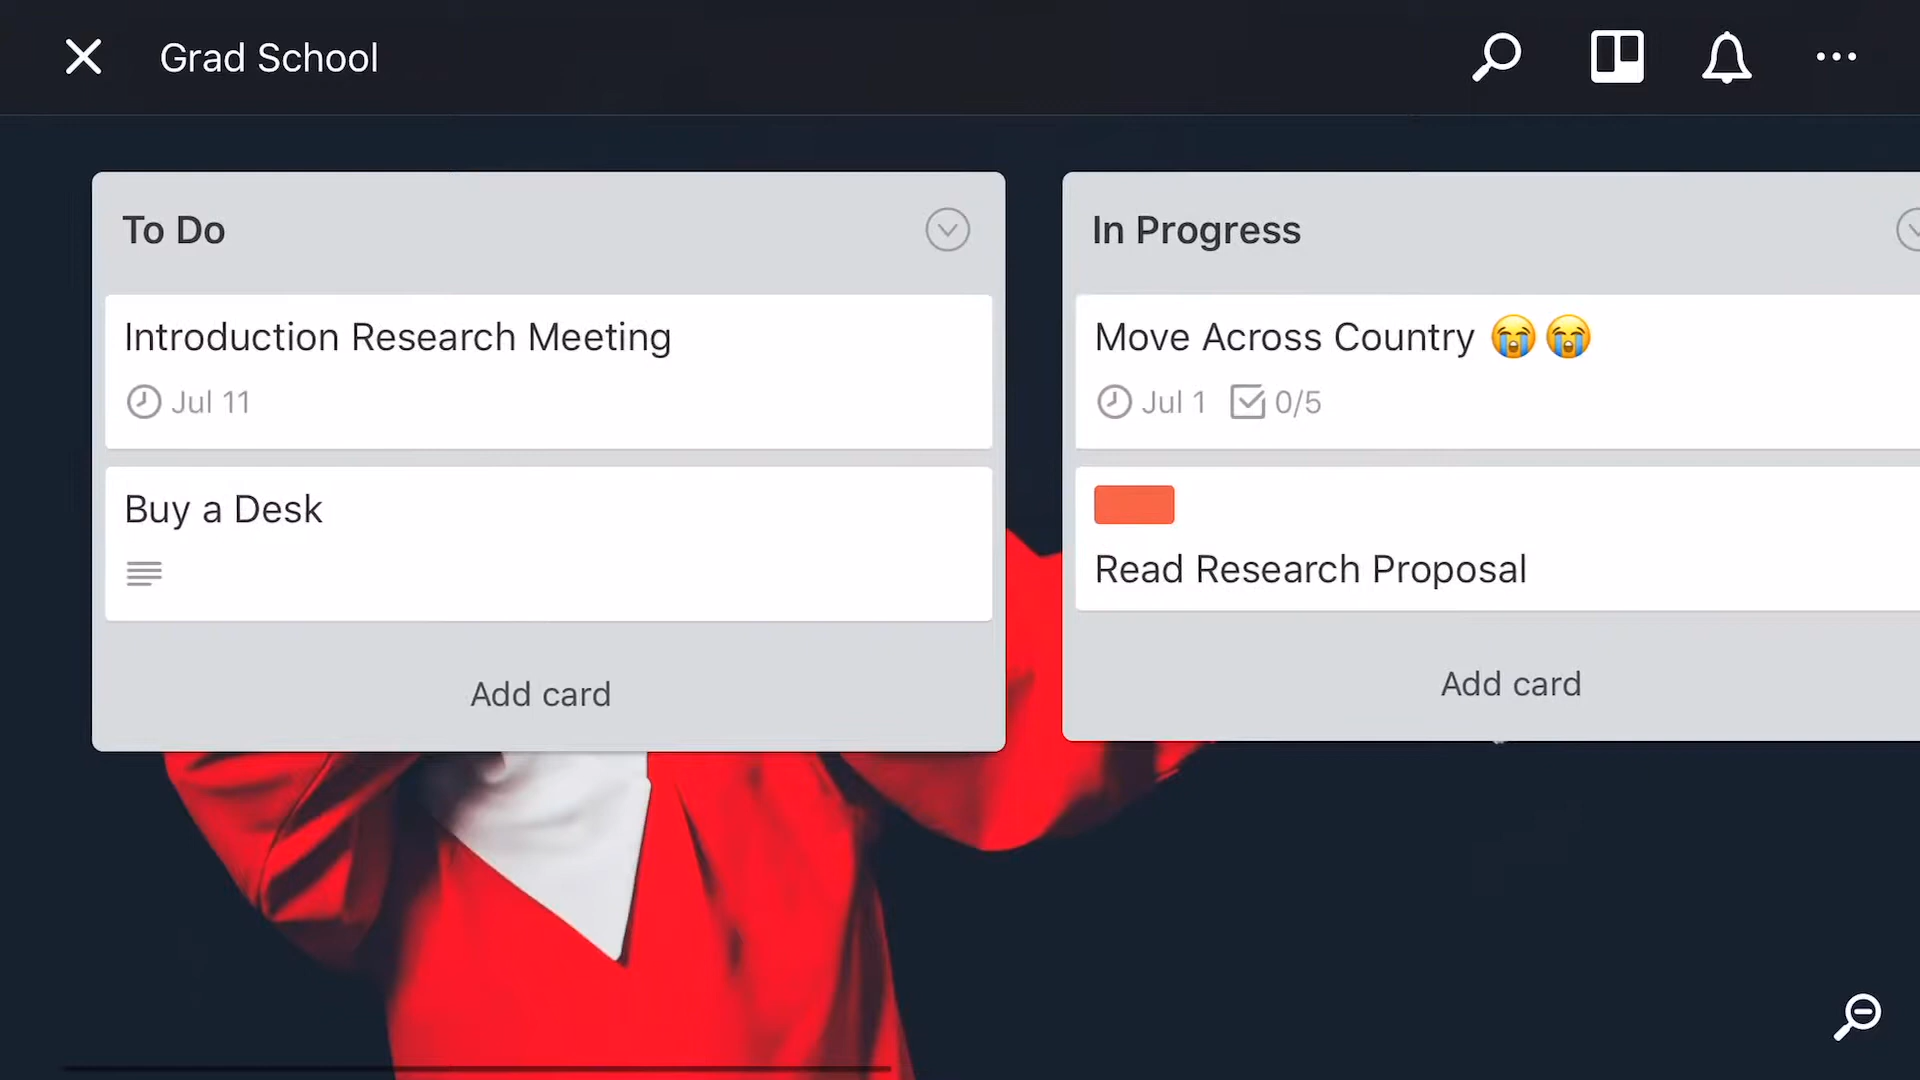 Grad School
To Do
Introduction Research Meeting
Jul 11
Buy a Desk
Add card
In Progress
Move Across Country 😭😭
Jul 1 0/5
Read Research Proposal
Add card